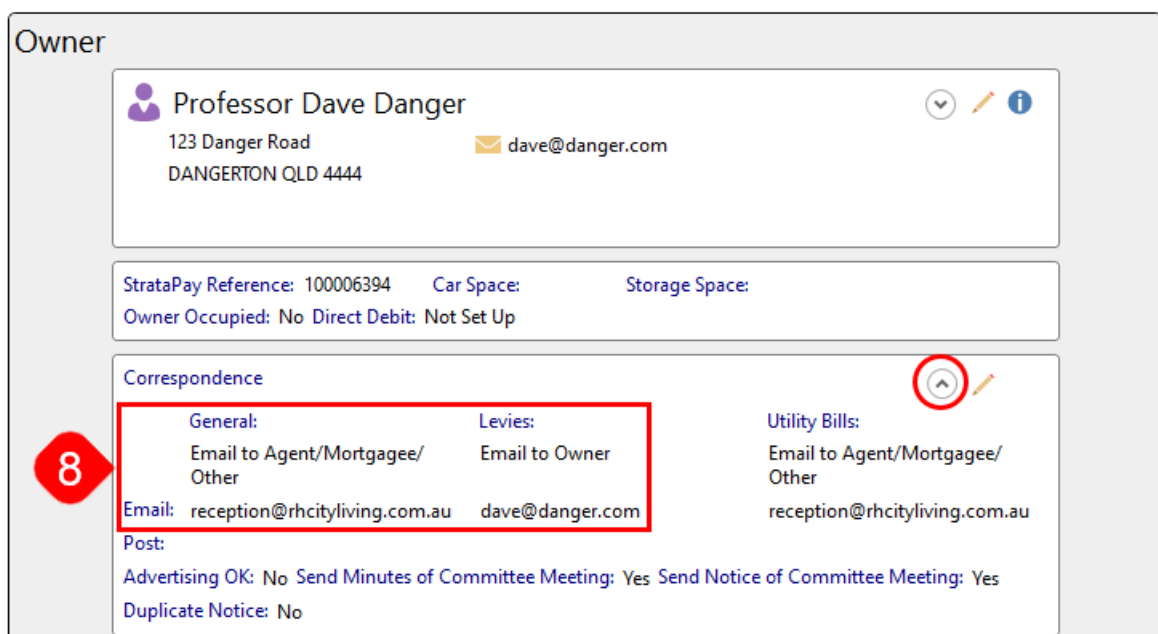 Owner
Professor Dave Danger
123 Danger Road
dave@danger.com
DANGERTON QLD 4444
StrataPay Reference: 100006394 Car Space: Storage Space:
Owner Occupied: No Direct Debit: Not Set Up
Correspondence
General: Levies: Utility Bills:
Email to Agent/Mortgagee/ Email to Owner Email to Agent/Mortgagee/
Other Other
8
Email: reception@rhcityliving.com.au dave@danger.com reception@rhcityliving.com.au
Post:
Advertising OK: No Send Minutes of Committee Meeting: Yes Send Notice of Committee Meeting: Yes
Duplicate Notice: No